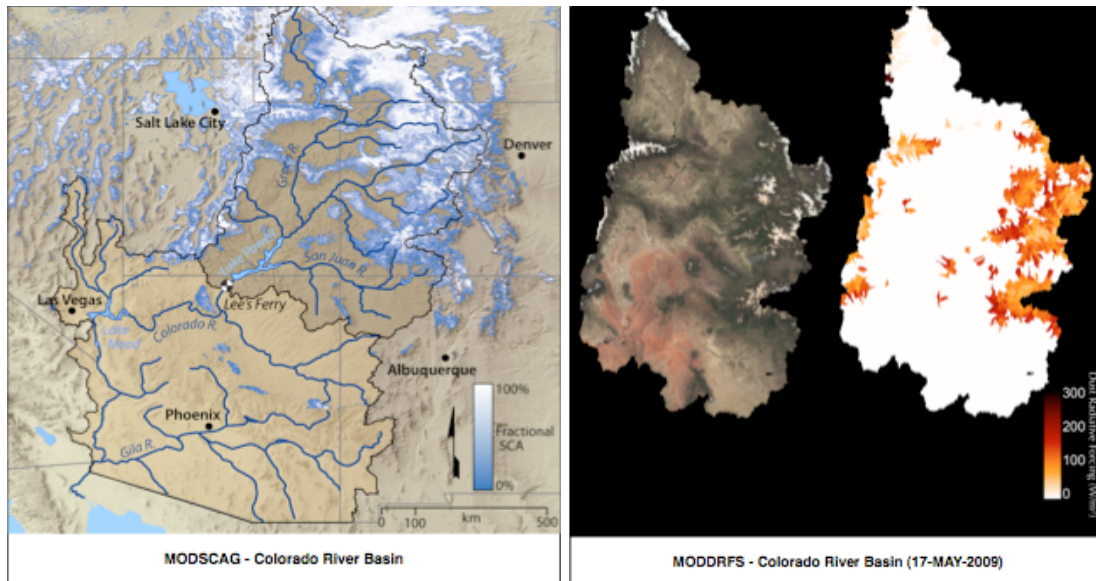 Salt Lake City
Denver
Green R.
Lake Powell
San Juan R.
Las Vegas
Lee's Ferry
Lake
Mead
Colorado R.
Albuquerque
100%
Phoenix
Fractional
SCA
Gila R.
0%
0 100 500
km
MODSCAG - Colorado River Basin
Dust Radiative Forcing (W/m²)
300
200
100
0
MODDRFS - Colorado River Basin (17-MAY-2009)